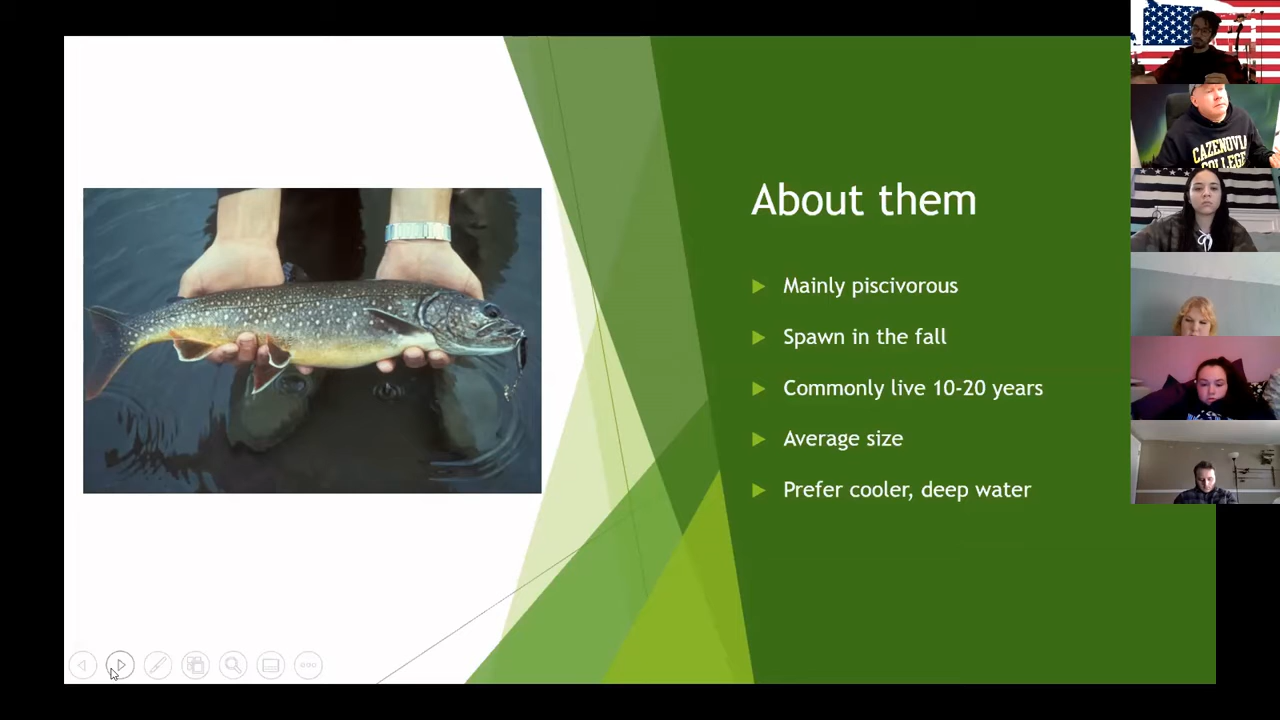 About them
Mainly piscivorous
Spawn in the fall
Commonly live 10-20 years
Average size
Prefer cooler, deep water
CAZENOVIA
COLLEGE